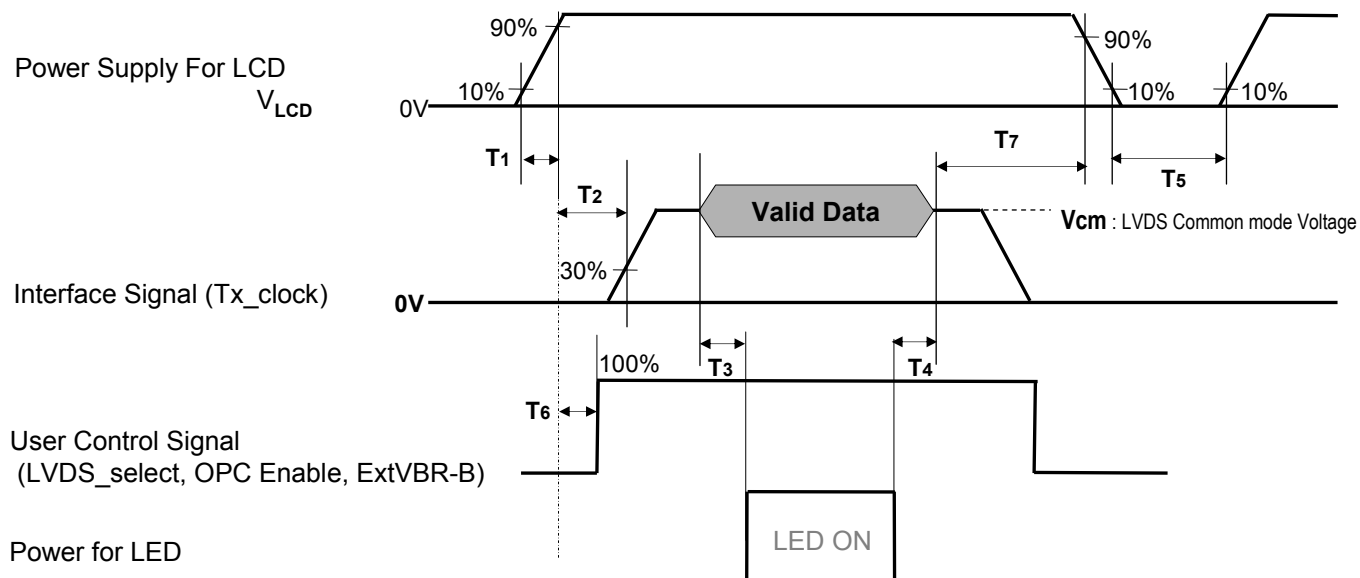 90%
90%
Power Supply For LCD
VLCD
10%
10%
10%
0V
T1
T7
T2
T5
Valid Data
Vcm : LVDS Common mode Voltage
30%
Interface Signal (Tx_clock)
0V
T3
T4
100%
T6
User Control Signal
(LVDS_select, OPC Enable, ExtVBR-B)
LED ON
Power for LED